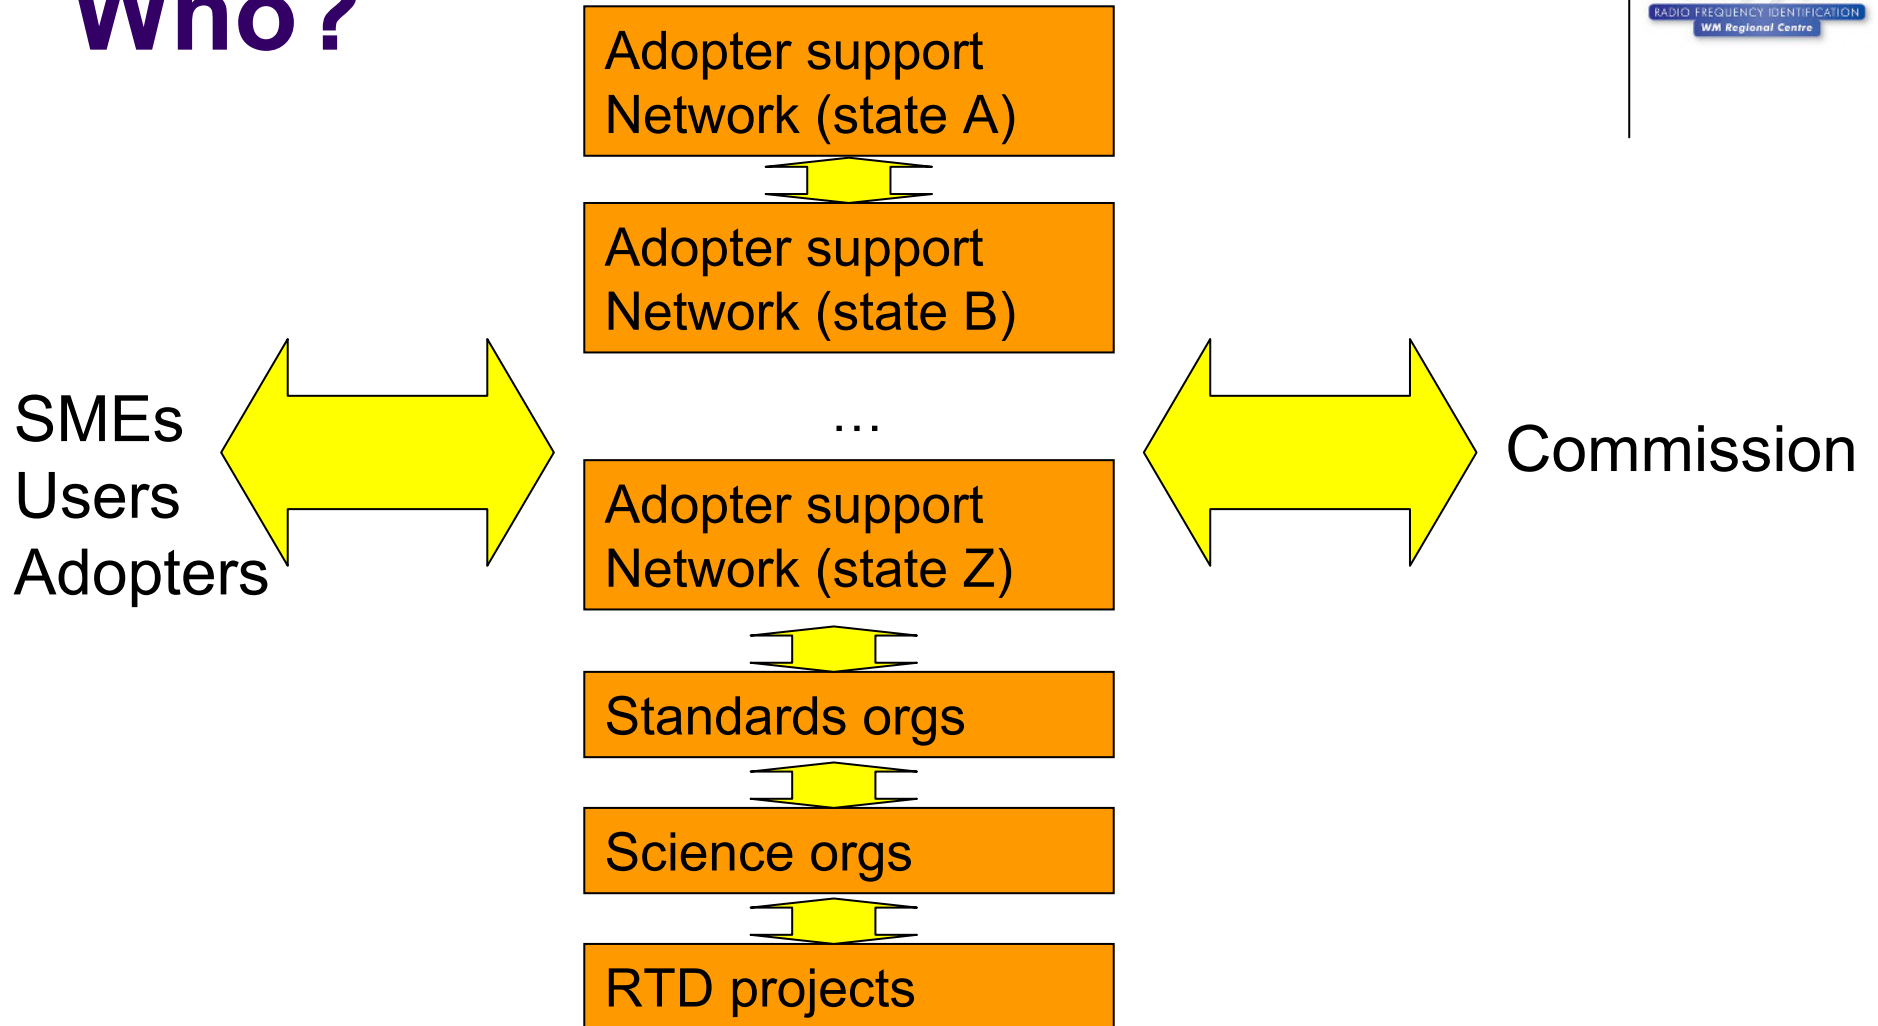 Who?
RADIO FREQUENCY IDENTIFICATION
WM Regional Centre
Adopter support
Network (state A)
Adopter support
Network (state B)
SMEs
Users
Adopters
...
Commission
Adopter support
Network (state Z)
Standards orgs
Science orgs
RTD projects